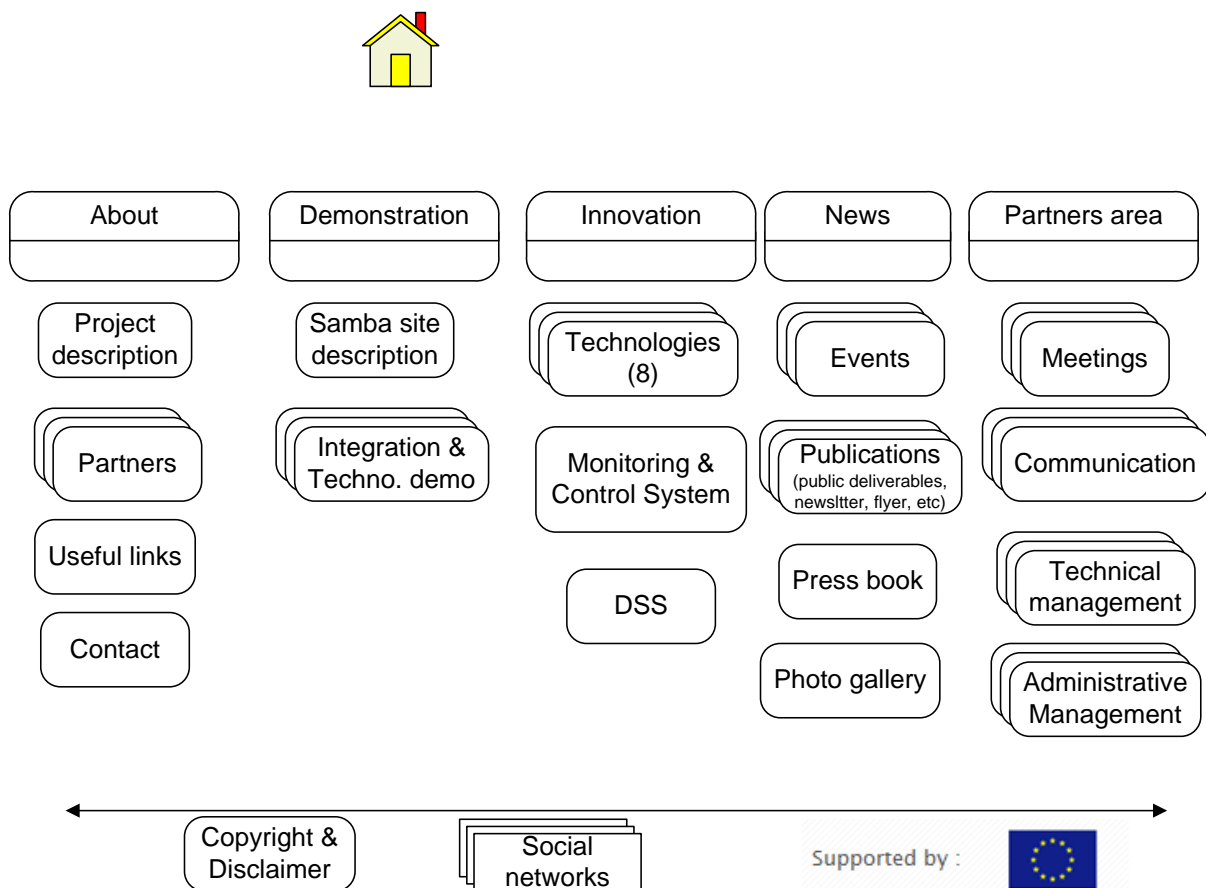 About
Demonstration
Innovation
News
Partners area
Project
description
Partners
Useful links
Contact
Samba site
description
Integration &
Techno. demo
Technologies
(8)
Monitoring &
Control System
DSS
Events
Publications
(public deliverables,
newsltter, flyer, etc)
Press book
Photo gallery
Meetings
Communication
Technical
management
Administrative
Management
Copyright &
Disclaimer
Social
networks
Supported by :